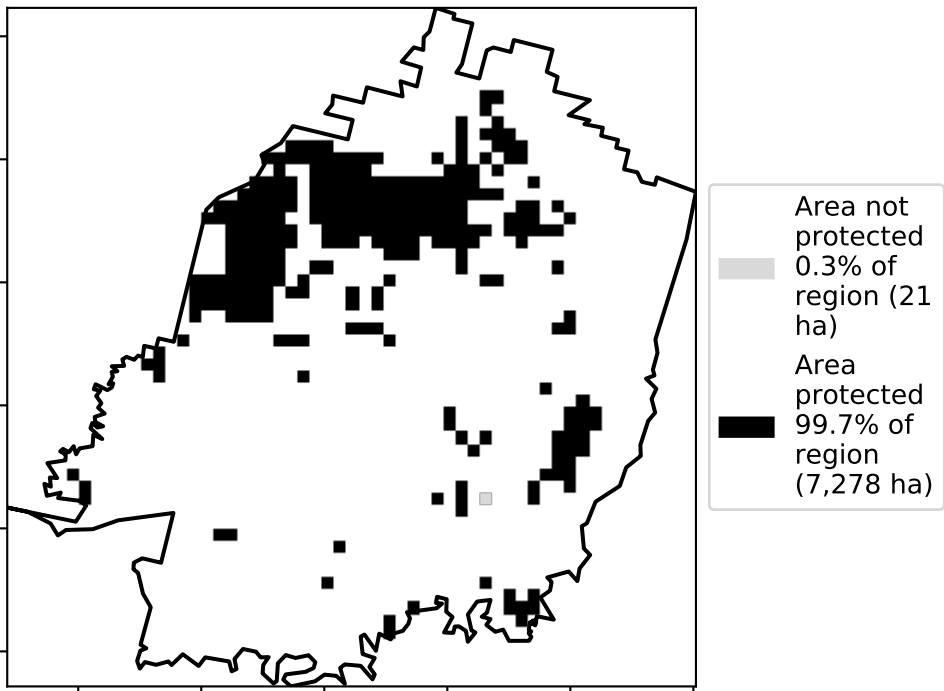 Area not
protected
0.3% of
region (21
ha)
Area
protected
99.7% of
region
(7,278 ha)